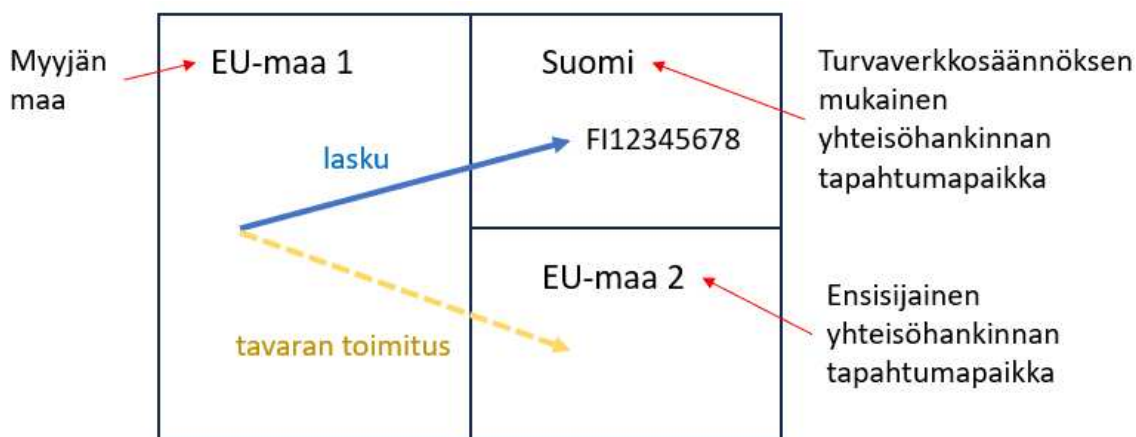 Myyjän
maa
EU-maa 1
lasku
tavaran toimitus
Suomi
FI12345678
EU-maa 2
Turvaverkkosäännöksen
mukainen
yhteisöhankinnan
tapahtumapaikka
Ensisijainen
yhteisöhankinnan
tapahtumapaikka